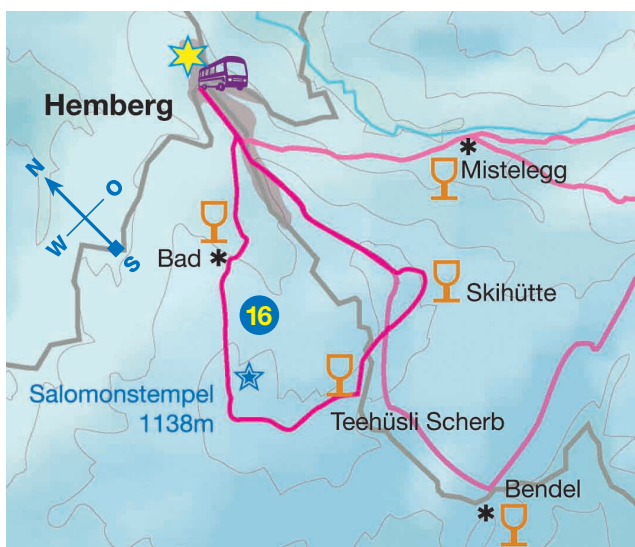 Hemberg
Mistelegg
N
O
W
S
Bad
Skihütte
16
Salomonstempel
1138m
Teehüsli Scherb
Bendel